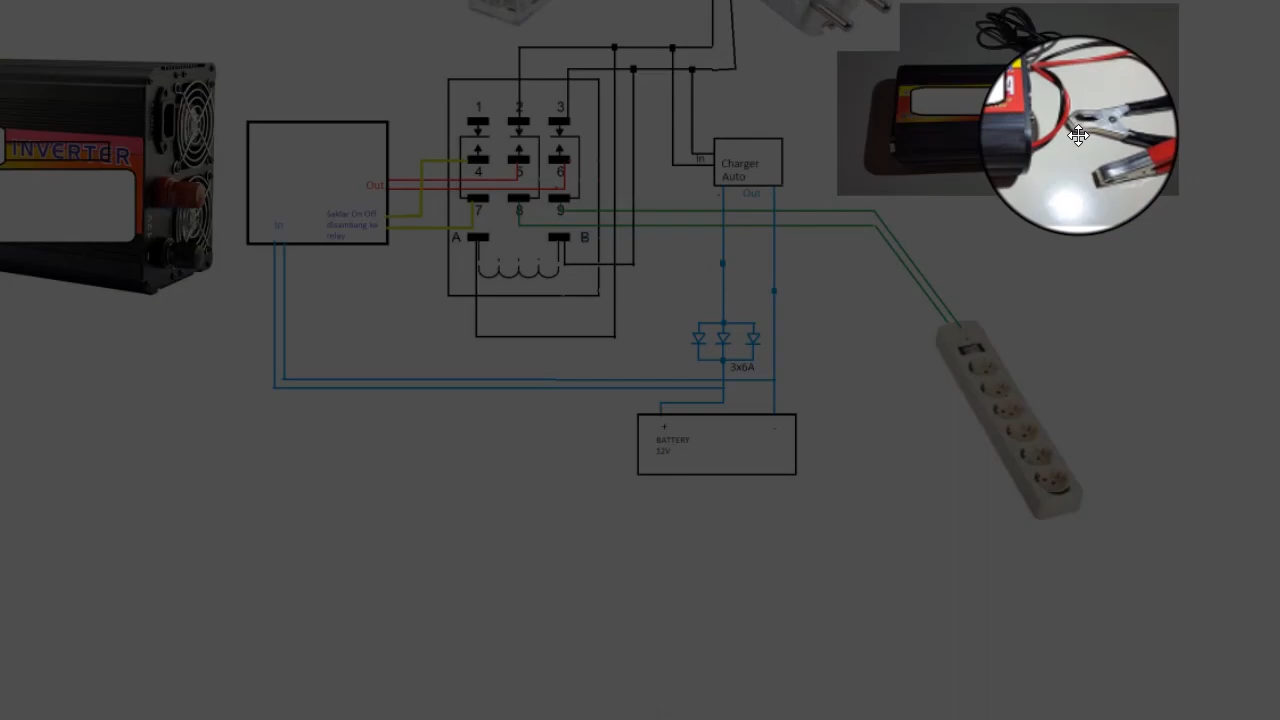 INVERTER
1 2 3
4 5 6
7 8 9
A B
Out
Saklar On Off
disambang ke
relay
In
In
Charger
Auto
- Out
3x6A
+ -
BATTERY
12V